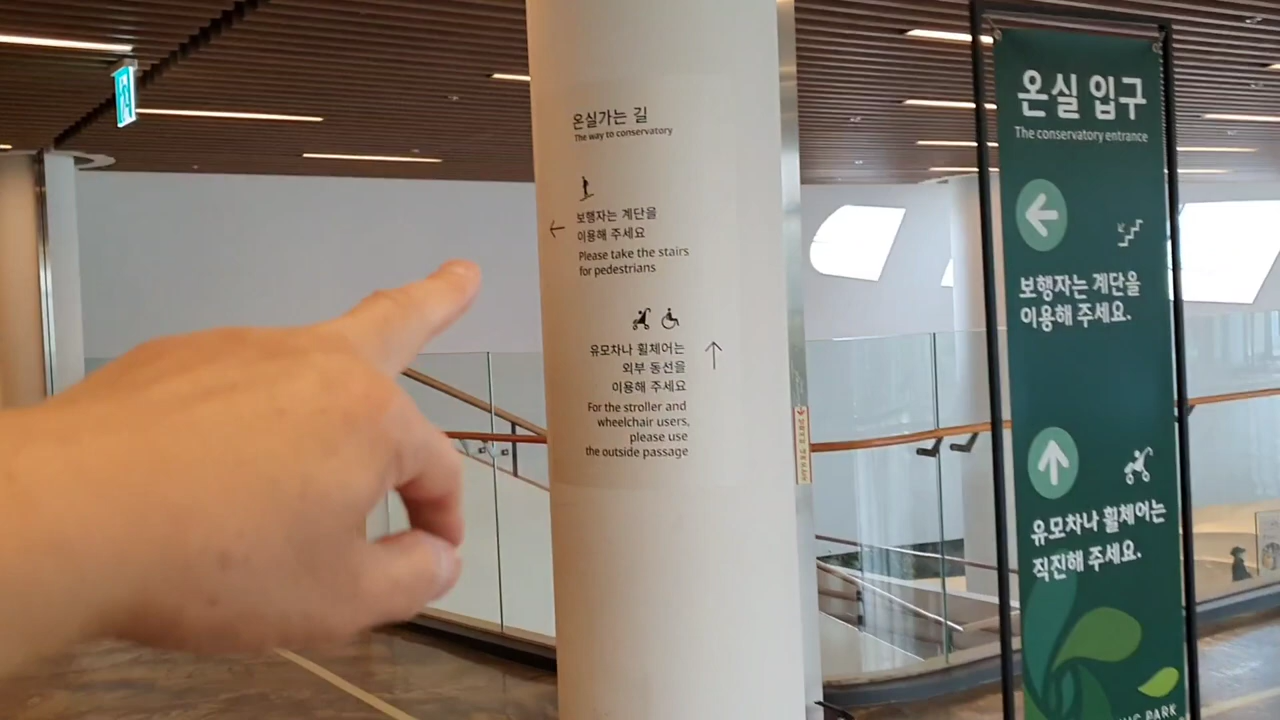 온실가는 길
The way to conservatory
보행자는 계단을
이용해 주세요
Please take the stairs
for pedestrians
유모차나 휠체어는
외부 동선을
이용해 주세요
For the stroller and
wheelchair users,
please use
the outside passage
온실 입구
The conservatory entrance
보행자는 계단을
이용해 주세요.
유모차나 휠체어는
직진해 주세요.
PARK